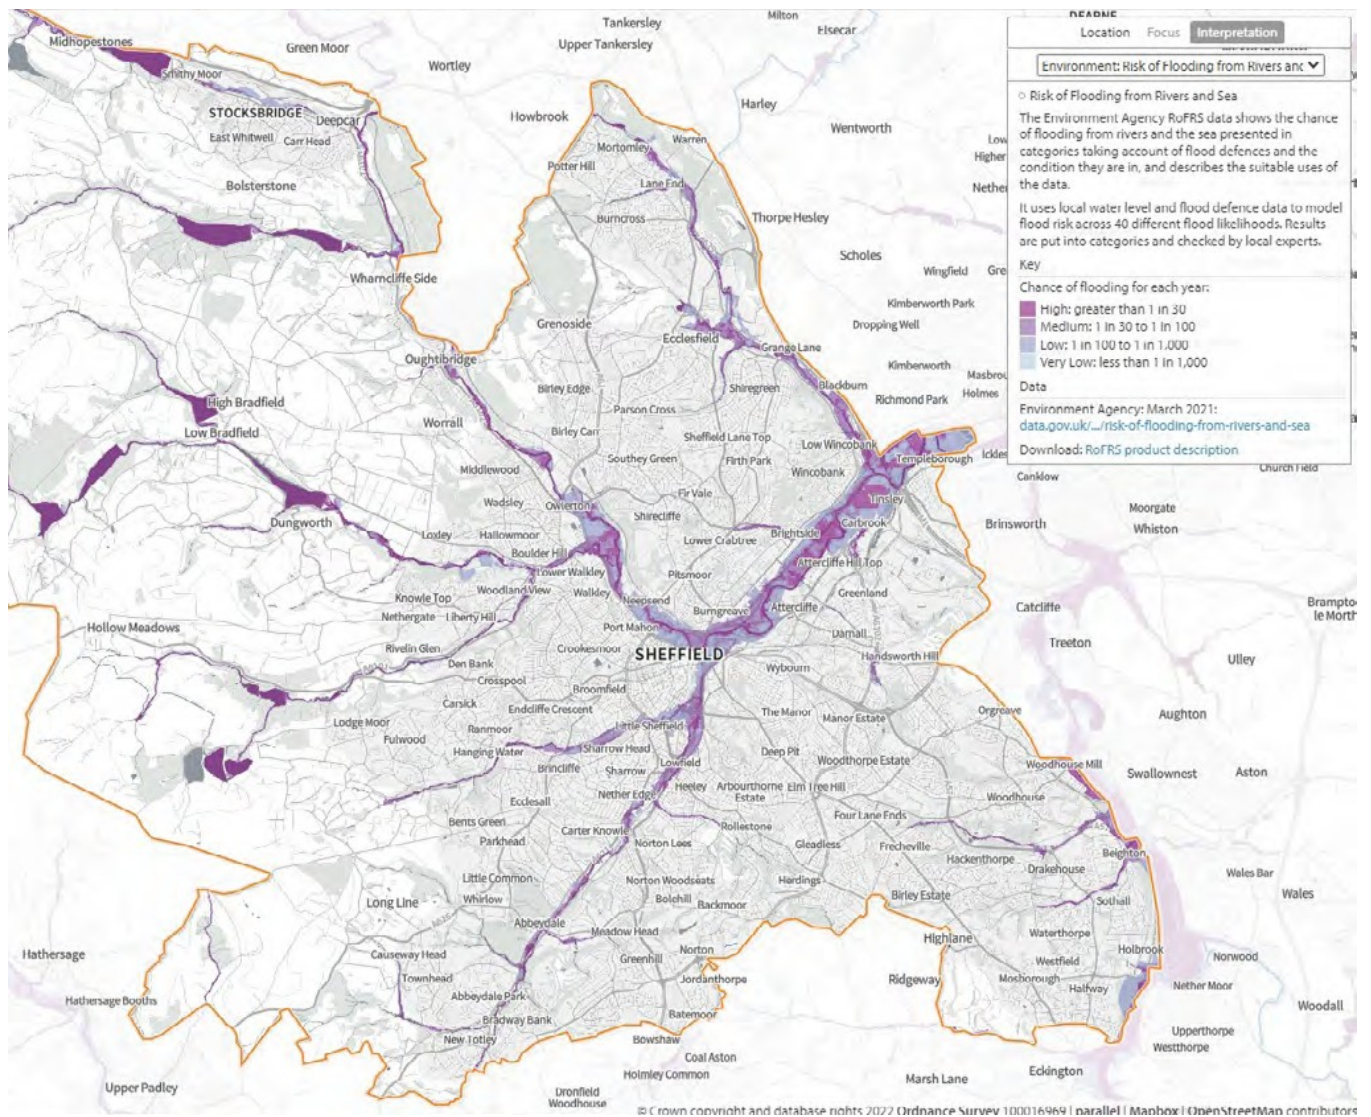 DEARNE
Location Focus Interpretation
Environment: Risk of Flooding from Rivers and
Risk of Flooding from Rivers and Sea
The Environment Agency RoFRS data shows the chance
of flooding from rivers and the sea presented in
categories taking account of flood defences and the
condition they are in, and describes the suitable uses of
the data.
It uses local water level and flood defence data to model
flood risk across 40 different flood likelihoods. Results
are put into categories and checked by local experts.
Key
Chance of flooding for each year:
High: greater than 1 in 30
Medium: 1 in 30 to 1 in 100
Low: 1 in 100 to 1 in 1,000
Very Low: less than 1 in 1,000
Data
Environment Agency: March 2021:
data.gov.uk/.../risk-of-flooding-from-rivers-and-sea
Download: RoFRS product description
Midhopestones
Green Moor
Tankersley
Upper Tankersley
Milton
Elsecar
Wortley
Smithy Moor
STOCKSBRIDGE
Deepcar
East Whitwell
Carr Head
Howbrook
Harley
Wentworth
Low
Higher
Mortomley
Warren
Potter Hill
Bolsterstone
Lane End
Nether
Burncross
Thorpe Hesley
Scholes
Wharncliffe Side
Wingfield
Gre
Kimberworth Park
Grenoside
Dropping Well
Ecclesfield
Grange Lane
Oughtibridge
Kimberworth
Masbrou
Birley Edge
Shiregreen
Blackburn
Holmes
Richmond Park
High Bradfield
Parson Cross
Worrall
Low Bradfield
Birley Carr
Sheffield Lane Top
Low Wincobank
Southey Green
Firth Park
Templeborough
Ickles
Middlewood
Wincobank
Church Field
Canklow
Wadsley
Fir Vale
Tinsley
Owlerton
Moorgate
Dungworth
Shirecliffe
Carbrook
Brinsworth
Whiston
Loxley
Hallowmoor
Lower Crabtree
Brightside
Boulder Hill
Attercliffe Hill Top
Lower Walkley
Pitsmoor
Woodland View
Walkley
Greenland
Knowle Top
Neepsend
Burngreave
Attercliffe
Catcliffe
Brampto
le Morth
Nethergate
Liberty Hill
Hollow Meadows
Port Mahon
Darnall
Treeton
Rivelin Glen
Crookesmoor
SHEFFIELD
Handsworth Hill
Ulley
Den Bank
Wybourn
Crosspool
Broomfield
Carsick
Endcliffe Crescent
The Manor
Manor Estate
Orgreave
Aughton
Lodge Moor
Ranmoor
Little Sheffield
Fulwood
Hanging Water
Sharrow Head
Deep Pit
Woodthorpe Estate
Woodhouse Mill
Brincliffe
Sharrow
Lowfield
Swallownest
Aston
Nether Edge
Heeley
Arbourthorne
Estate
Elm Tree Hill
Woodhouse
Ecclesall
Bents Green
Carter Knowle
Rollestone
Four Lane Ends
Parkhead
Norton Lees
Gleadless
Frecheville
Hackenthorpe
Beighton
Drakehouse
Wales Bar
Little Common
Norton Woodseats
Herdings
Wales
Whirlow
Bolehill
Backmoor
Birley Estate
Sothall
Long Line
Abbeydale
Meadow Head
Waterthorpe
Hathersage
Causeway Head
Norton
Highlane
Holbrook
Greenhill
Westfield
Norwood
Townhead
Jordanthorpe
Ridgeway
Mosborough
Halfway
Nether Moor
Hathersage Booths
Abbeydale Park
Batemoor
Woodall
Bradway Bank
New Totley
Bowshaw
Upperthorpe
Westthorpe
Coal Aston
Holmley Common
Eckington
Upper Padley
Marsh Lane
Dronfield
Woodhouse
© Crown copyright and database rights 2022 Ordnance Survey 100016969 | parallel | Mapbox | OpenStreetMap contributors